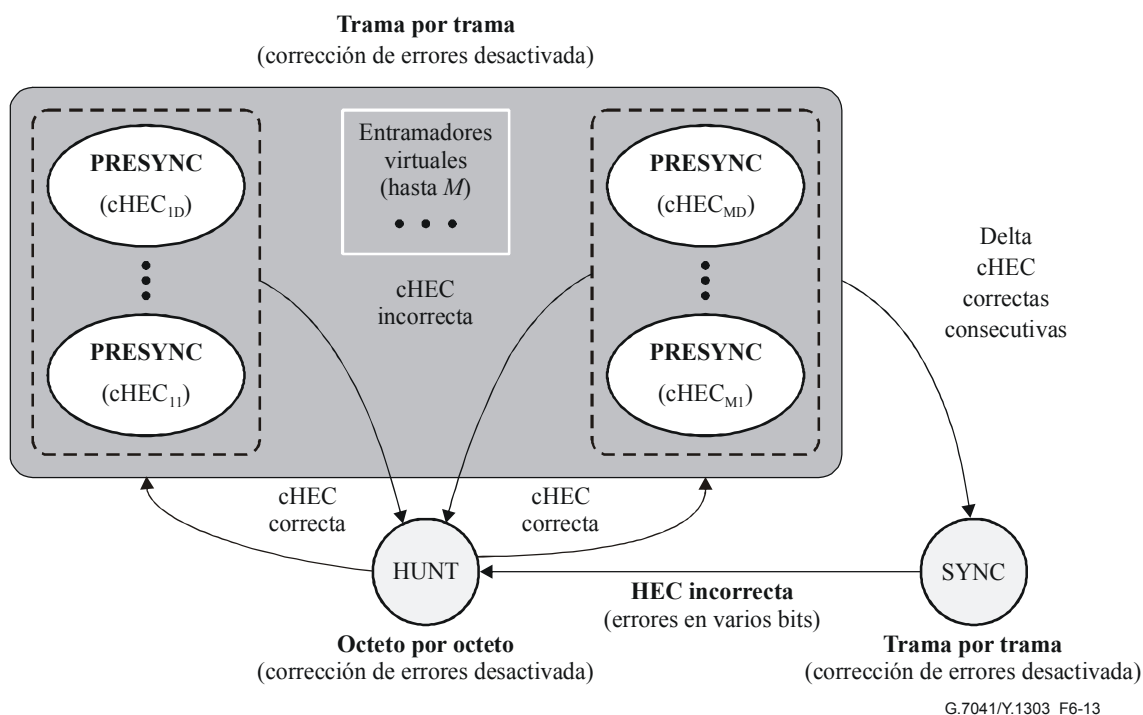 Trama por trama
(corrección de errores desactivada)
PRESYNC
(cHEC1D)
PRESYNC
(cHEC11)
Entramadores
virtuales
(hasta M)
cHEC
incorrecta
PRESYNC
(cHECMD)
PRESYNC
(cHECM1)
Delta
cHEC
correctas
consecutivas
cHEC
correcta
cHEC
correcta
HUNT
SYNC
HEC incorrecta
(errores en varios bits)
Octeto por octeto
(corrección de errores desactivada)
Trama por trama
(corrección de errores desactivada)
G.7041/Y.1303_F6-13